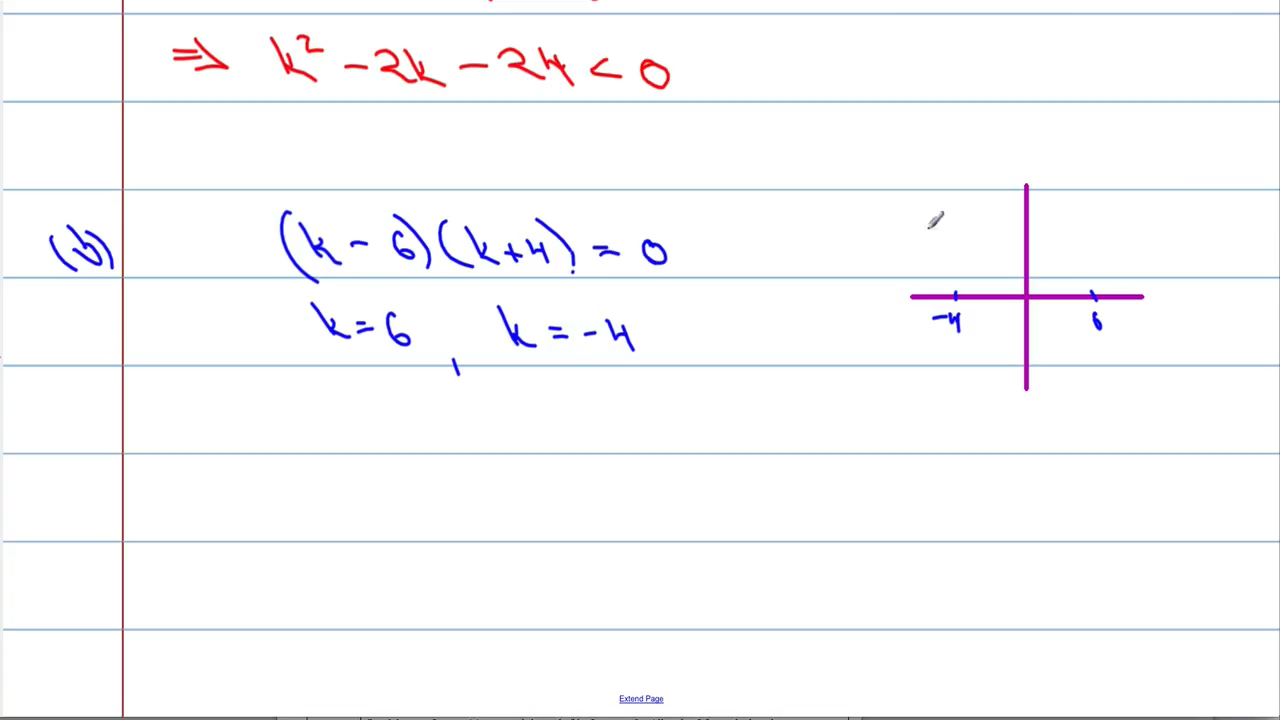 ⇒ k² − 2k − 24 < 0
(b) (k − 6)(k+4) = 0
k = 6 , k = −4
−4 6
Extend Page